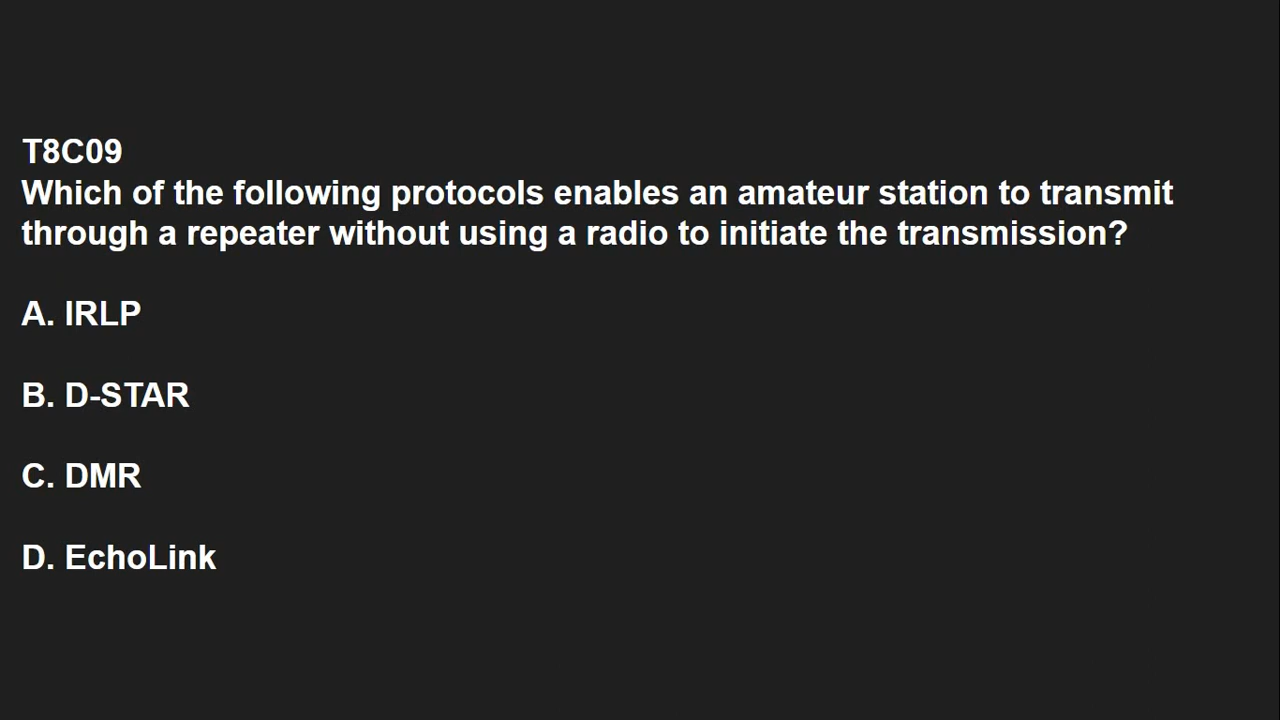 T8C09
Which of the following protocols enables an amateur station to transmit
through a repeater without using a radio to initiate the transmission?
A. IRLP
B. D-STAR
C. DMR
D. EchoLink